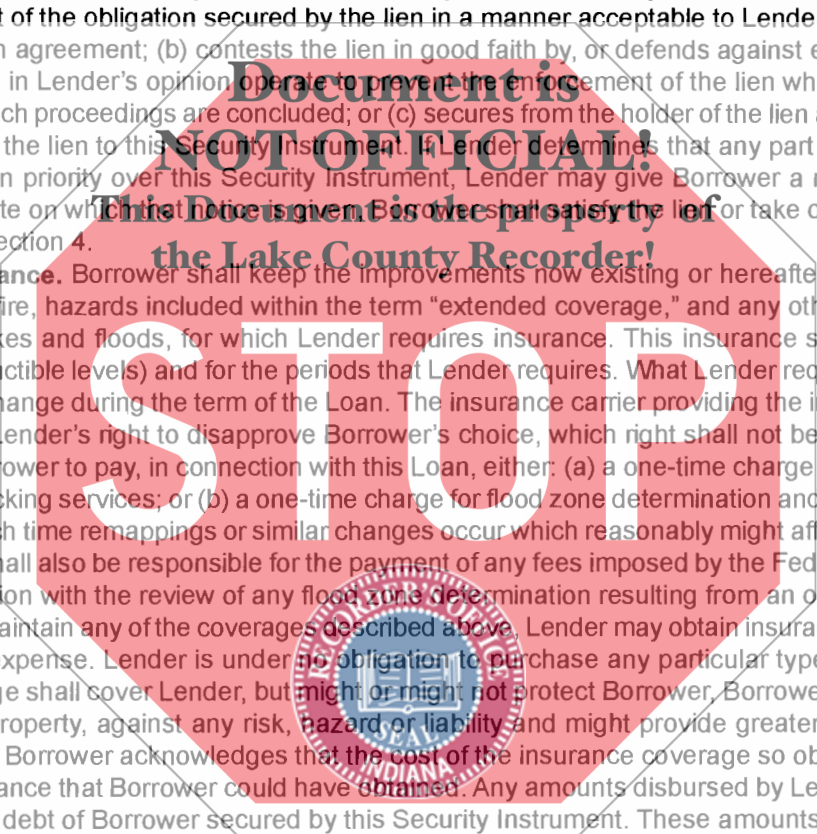 t of the obligation secured by the lien in a manner acceptable to Lende
n agreement; (b) contests the lien in good faith by, or defends against e
in Lender's opinion operate to prevent the enforcement of the lien wh
ch proceedings are concluded; or (c) secures from the holder of the lien
the lien to this Security Instrument. If Lender determines that any part
n priority over this Security Instrument, Lender may give Borrower a
te on which that notice is given, Borrower shall satisfy the lien or take o
ection 4.
ance. Borrower shall keep the improvements now existing or hereafte
fire, hazards included within the term “extended coverage,” and any oth
kes and floods, for which Lender requires insurance. This insurance s
uctible levels) and for the periods that Lender requires. What Lender req
hange during the term of the Loan. The insurance carrier providing the i
Lender's right to disapprove Borrower's choice, which right shall not be
rower to pay, in connection with this Loan, either: (a) a one-time charge
cking services; or (b) a one-time charge for flood zone determination and
h time remappings or similar changes occur which reasonably might aff
hall also be responsible for the payment of any fees imposed by the Fed
ion with the review of any flood zone determination resulting from an o
aintain any of the coverages described above, Lender may obtain insura
xpense. Lender is under no obligation to purchase any particular type
ge shall cover Lender, but might or might not protect Borrower, Borrowe
roperty, against any risk, hazard or liability and might provide greater
Borrower acknowledges that the cost of the insurance coverage so ob
ance that Borrower could have obtained. Any amounts disbursed by Le
debt of Borrower secured by this Security Instrument. These amounts
Document is
NOT OFFICIAL!
This Document is the property of
the Lake County Recorder!
STOP
RECORDER'S OFFICE
SEAL
INDIANA